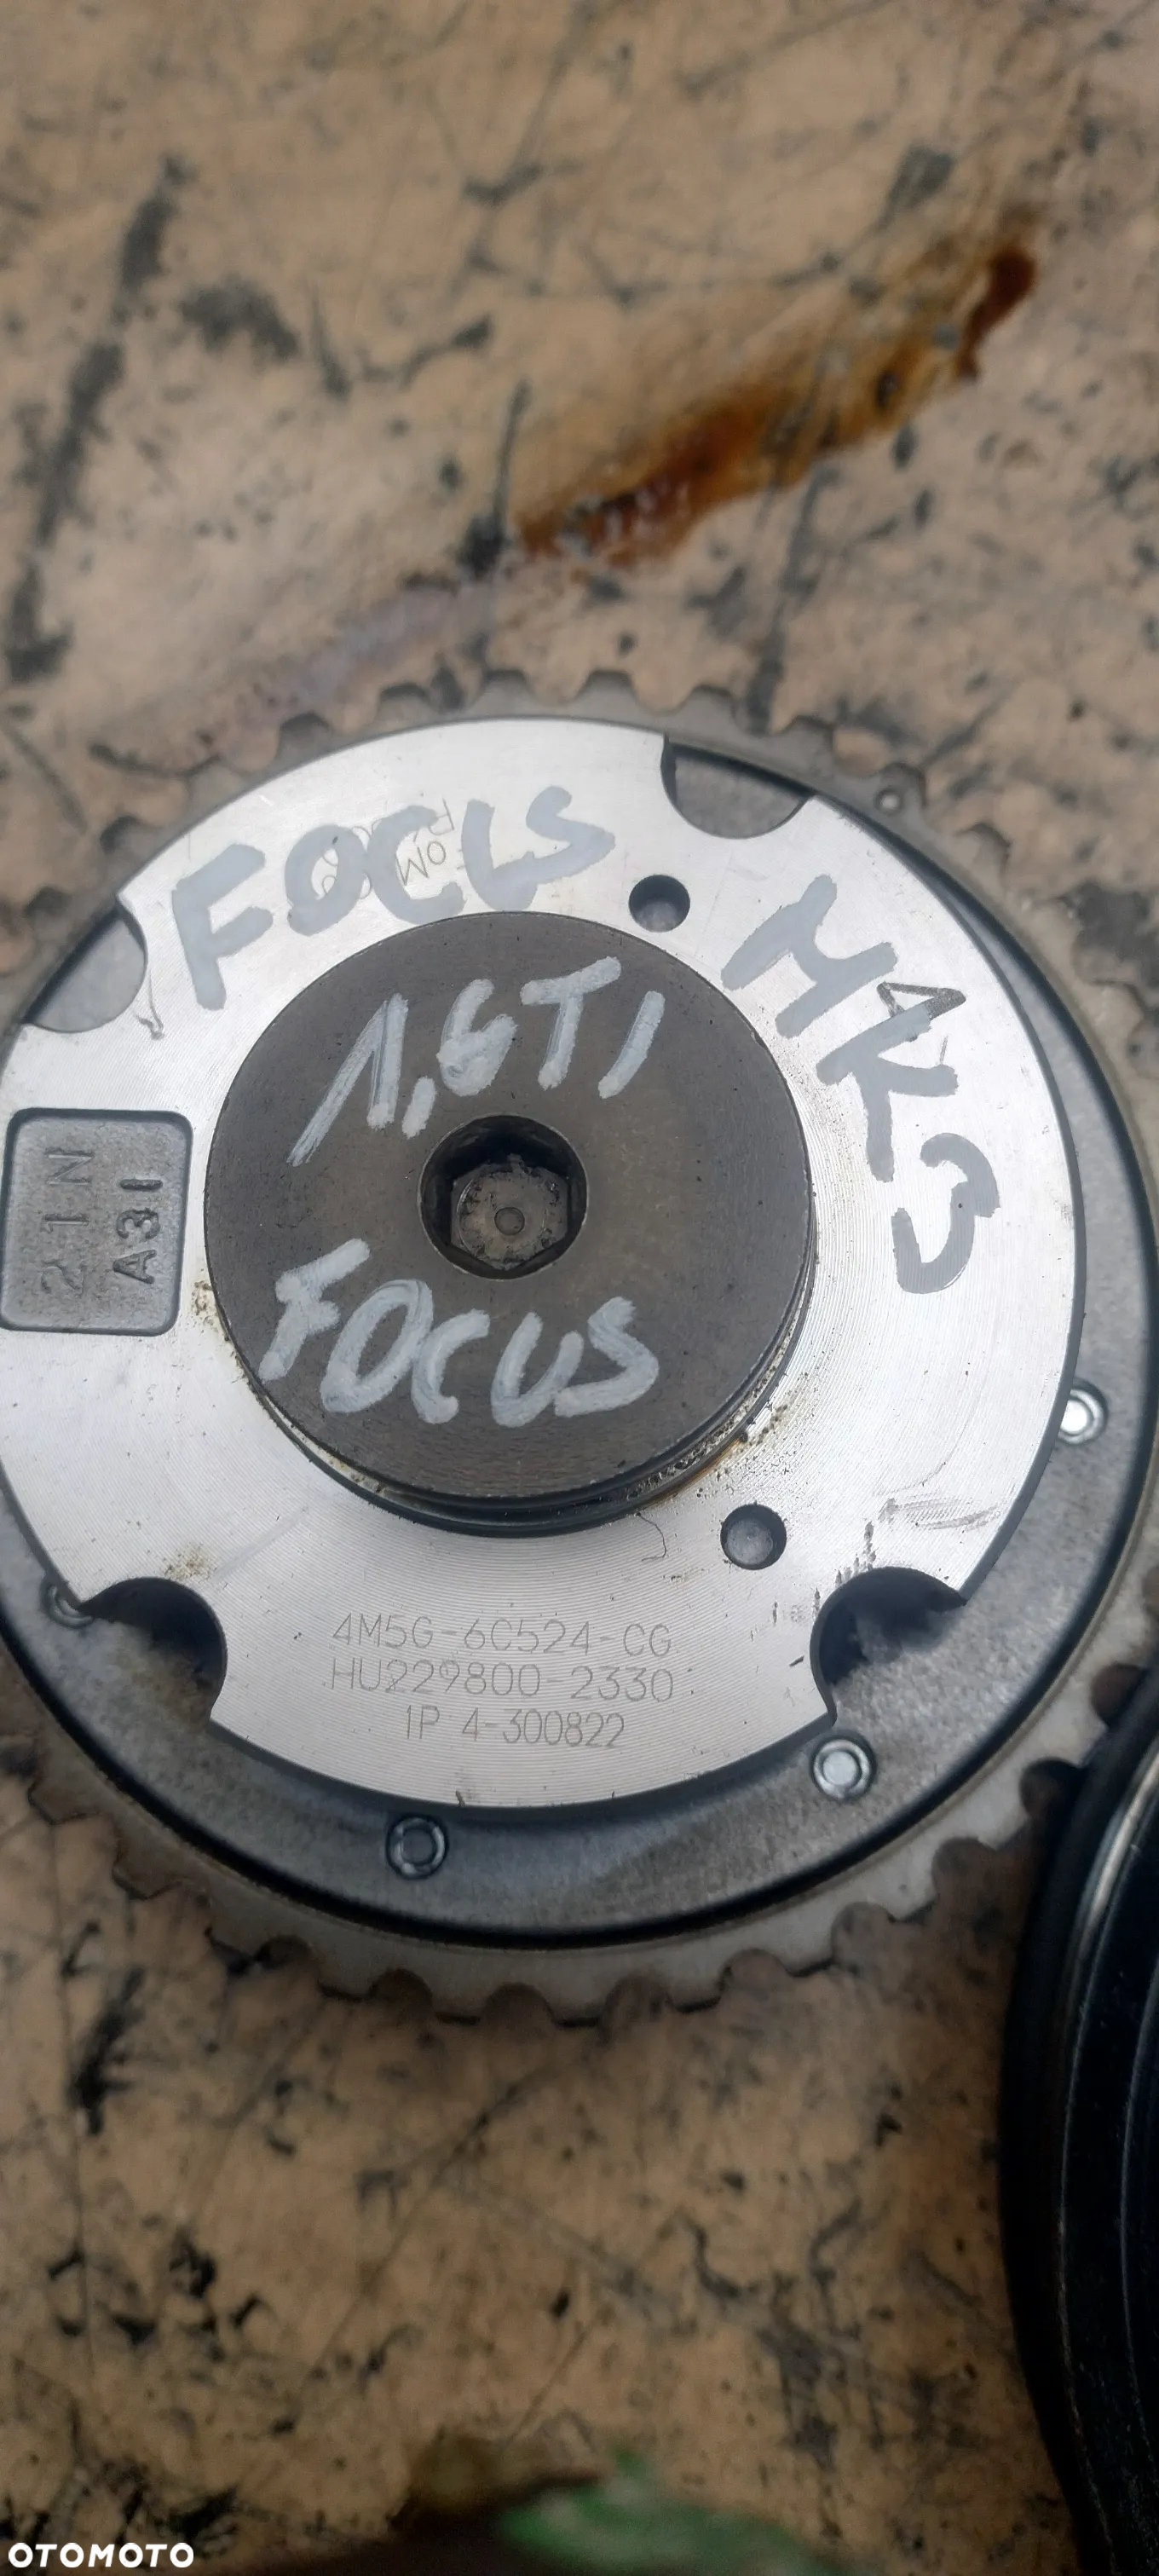 FOCUS
MK3
1,6TI
FOCUS
21N
A31
4M5G-6C524-CG
HU229800-2330
1P 4-300822
OTOMOTO